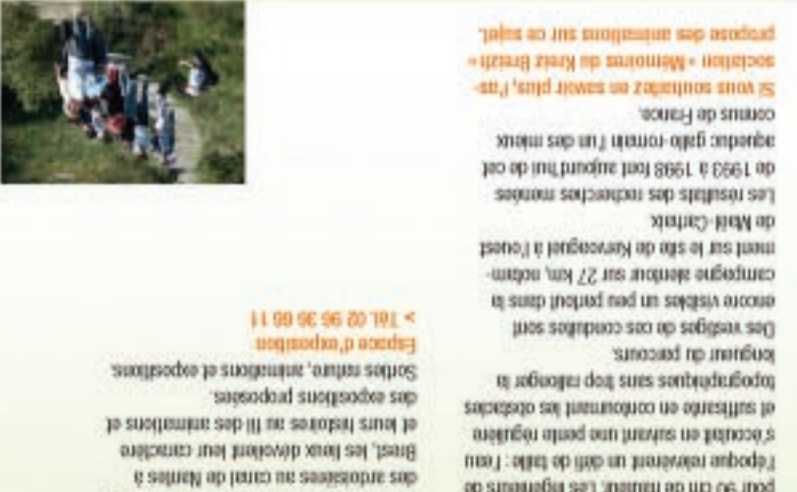 pour 90 cm de hauteur. Les ingénieurs de
l'époque relevèrent un défi de taille : l'eau
s'écoulait en suivant une pente régulière
et suffisante en contournant les obstacles
topographiques sans trop rallonger la
longueur du parcours.
Des vestiges de ces conduites sont
encore visibles un peu partout dans la
campagne alentour sur 27 km, notam-
ment sur le site de Kervoaguel à l'ouest
de Maël-Carhaix.
Les résultats des recherches menées
de 1993 à 1998 font aujourd'hui de cet
aqueduc gallo-romain l'un des mieux
connus de France.
Si vous souhaitez en savoir plus, l'as-
sociation «Mémoires du Kreiz Breizh»
propose des animations sur ce sujet.
des ardoisières au canal de Nantes à
Brest, les lieux dévoilent leur caractère
et leurs histoires au fil des animations et
des expositions proposées.
Sorties nature, animations et expositions.
Espace d'exposition
> Tél. 02 96 36 66 11